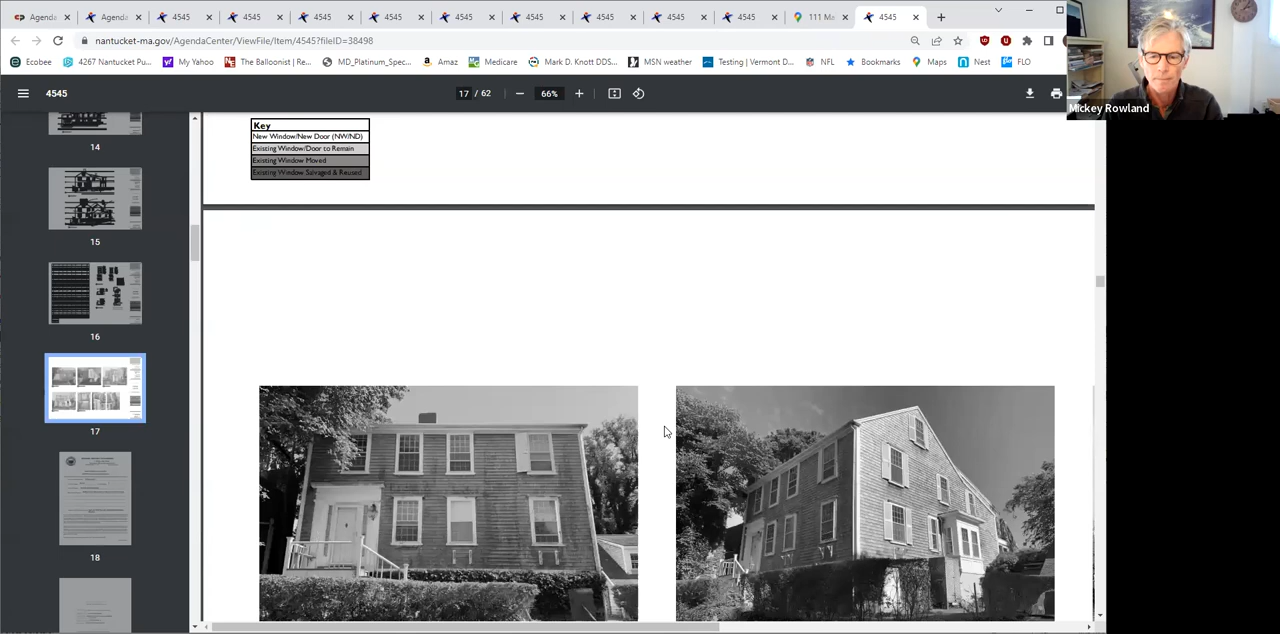 Agenda
Agenda
4545
4545
4545
4545
4545
4545
4545
4545
4545
111 Ma
4545
nantucket-ma.gov/AgendaCenter/ViewFile/Item/4545?fileID=38498
Ecobee
4267 Nantucket Pu...
My Yahoo
The Balloonist | Re...
MD_Platinum_Spec...
Amaz
Medicare
Mark D. Knott DDS...
MSN weather
Testing | Vermont D...
NFL
Bookmarks
Maps
Nest
FLO
4545
17 / 62
66%
Mickey Rowland
14
15
16
17
18
Key
New Window/New Door (NW/ND)
Existing Window/Door to Remain
Existing Window Moved
Existing Window Salvaged & Reused